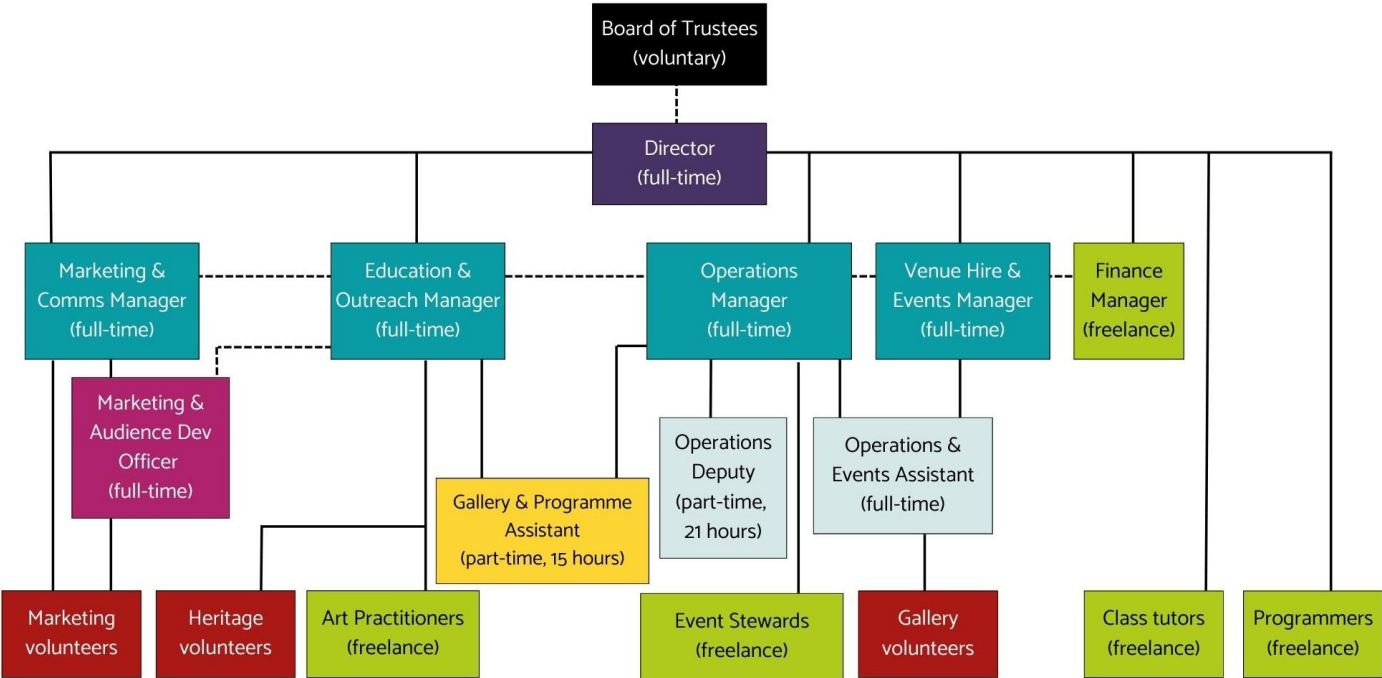 Board of Trustees
(voluntary)
Director
(full-time)
Marketing &
Comms Manager
(full-time)
Education &
Outreach Manager
(full-time)
Operations
Manager
(full-time)
Venue Hire &
Events Manager
(full-time)
Finance
Manager
(freelance)
Marketing &
Audience Dev
Officer
(full-time)
Gallery & Programme
Assistant
(part-time, 15 hours)
Operations
Deputy
(part-time,
21 hours)
Operations &
Events Assistant
(full-time)
Marketing
volunteers
Heritage
volunteers
Art Practitioners
(freelance)
Event Stewards
(freelance)
Gallery
volunteers
Class tutors
(freelance)
Programmers
(freelance)